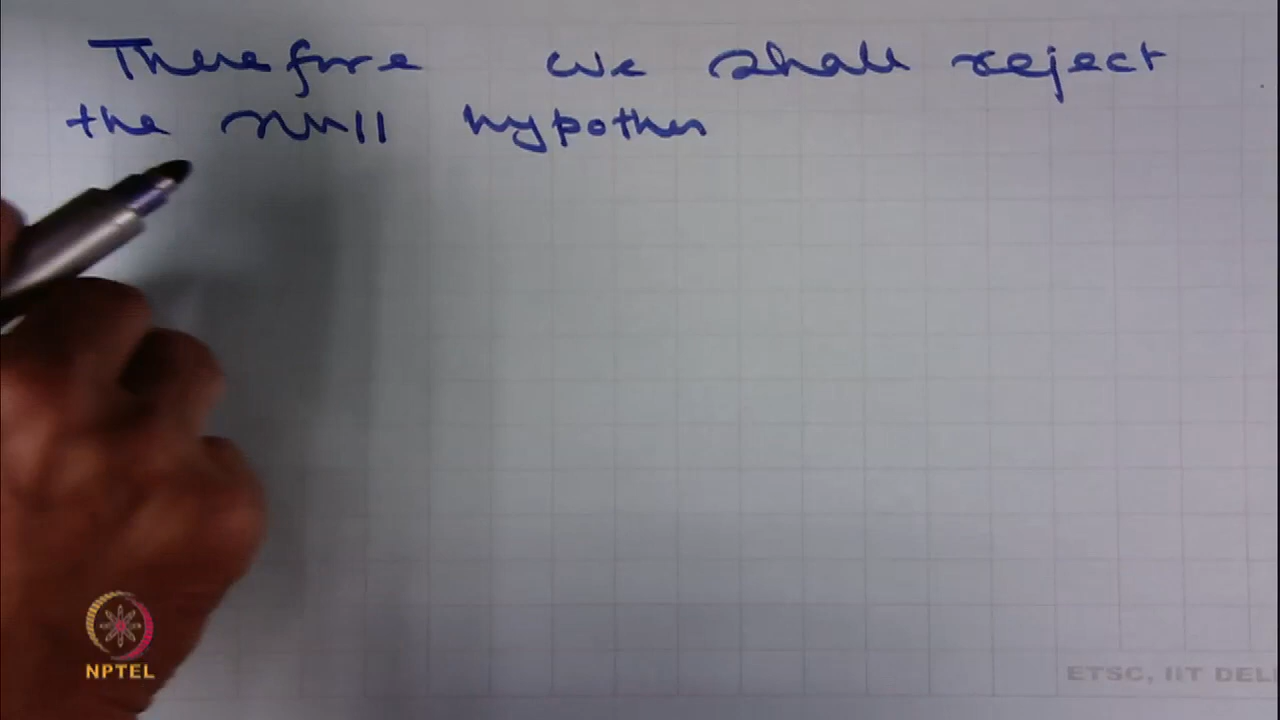 Therefore we shall reject
the null hypothes
NPTEL
ETSC, IIT DEL